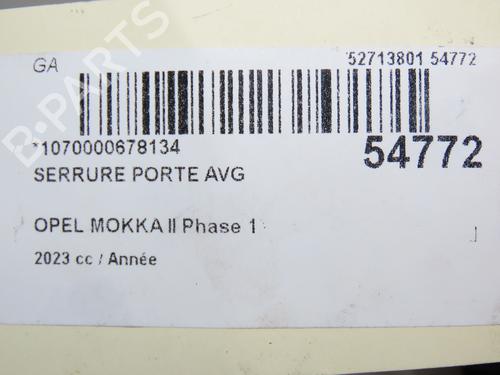 GA
52713801 54772
*1070000678134
54772
SERRURE PORTE AVG
OPEL MOKKA II Phase 1
2023 cc / Année
B-PARTS